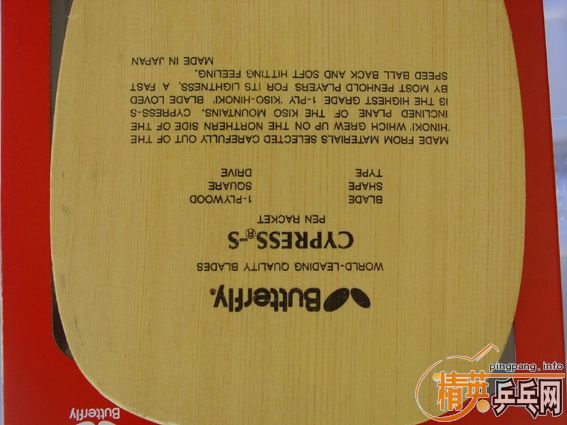 Butterfly®
WORLD-LEADING QUALITY BLADES
CYPRESS®-S
PEN RACKET
BLADE 1-PLYWOOD
SHAPE SQUARE
TYPE DRIVE
MADE FROM MATERIALS SELECTED CAREFULLY OUT OF THE
'HINOKI' WHICH GREW UP ON THE NORTHERN SIDE OF THE
INCLINED PLANE OF THE KISO MOUNTAINS. CYPRESS-S
IS THE HIGHEST GRADE 1-PLY 'KISO-HINOKI' BLADE LOVED
BY MOST PENHOLD PLAYERS FOR ITS LIGHTNESS, A FAST
SPEED BALL BACK AND SOFT HITTING FEELING.
MADE IN JAPAN
Butterfly
pingpang.info
精英乒乓网